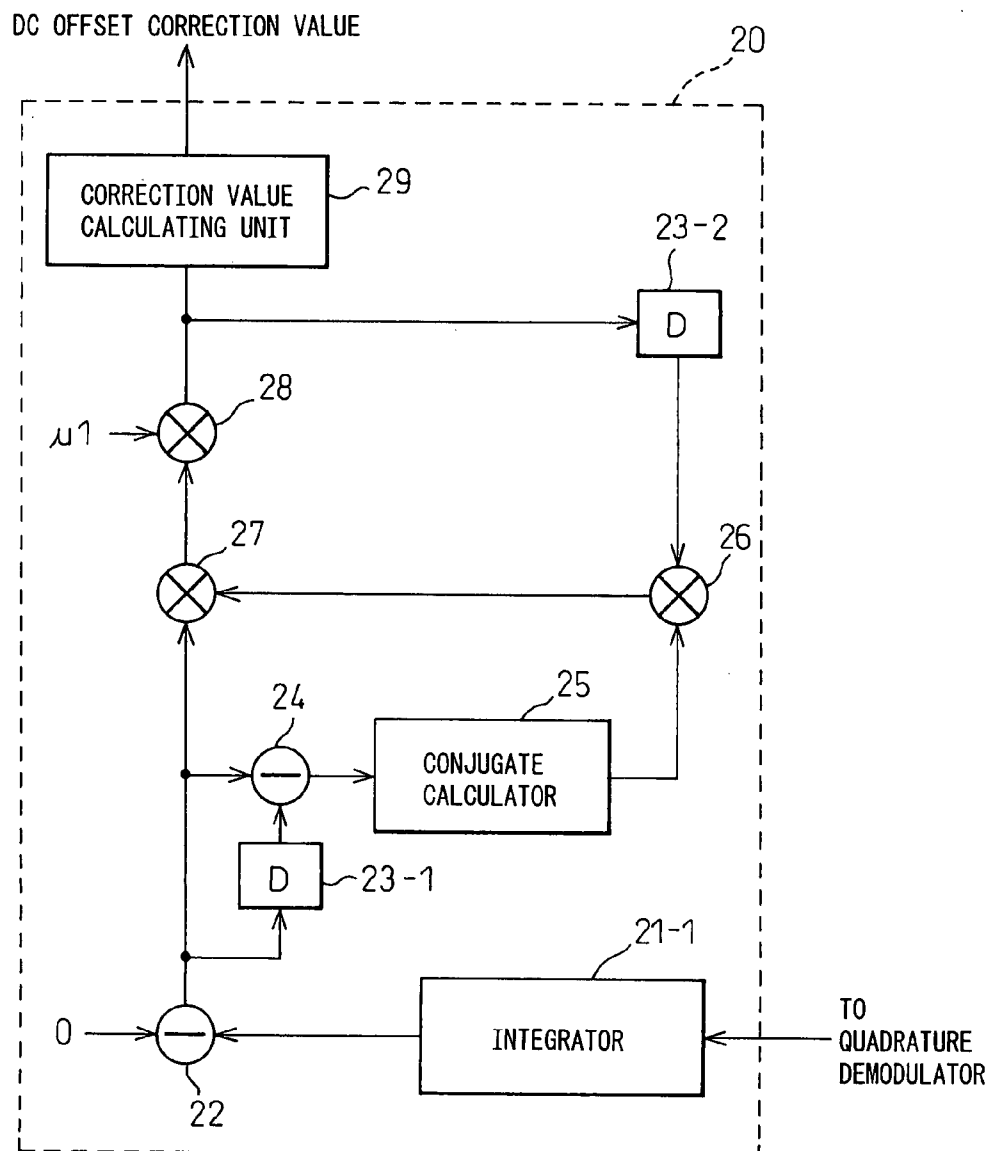 DC OFFSET CORRECTION VALUE
20
CORRECTION VALUE
CALCULATING UNIT
29
23-2
D
28
μ1
27
26
24
25
CONJUGATE
CALCULATOR
D
23-1
21-1
0
INTEGRATOR
TO
QUADRATURE
DEMODULATOR
22